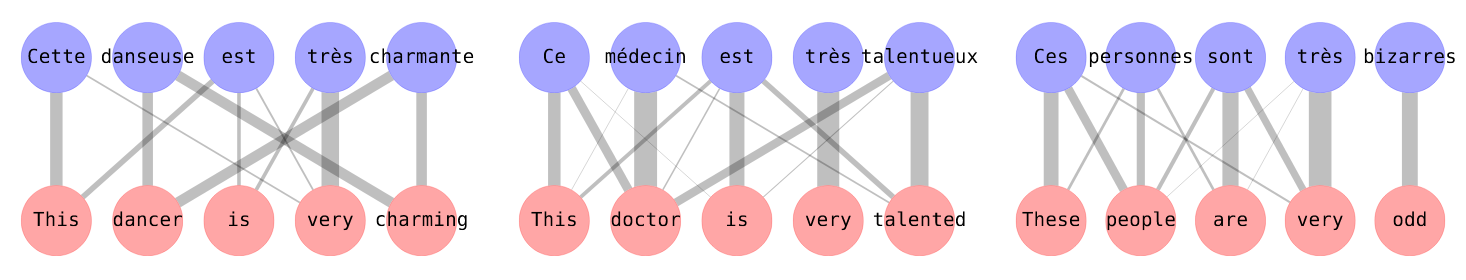 Cette danseuse est très charmante
This dancer is very charming
Ce médecin est très talentueux
This doctor is very talented
Ces personnes sont très bizarres
These people are very odd